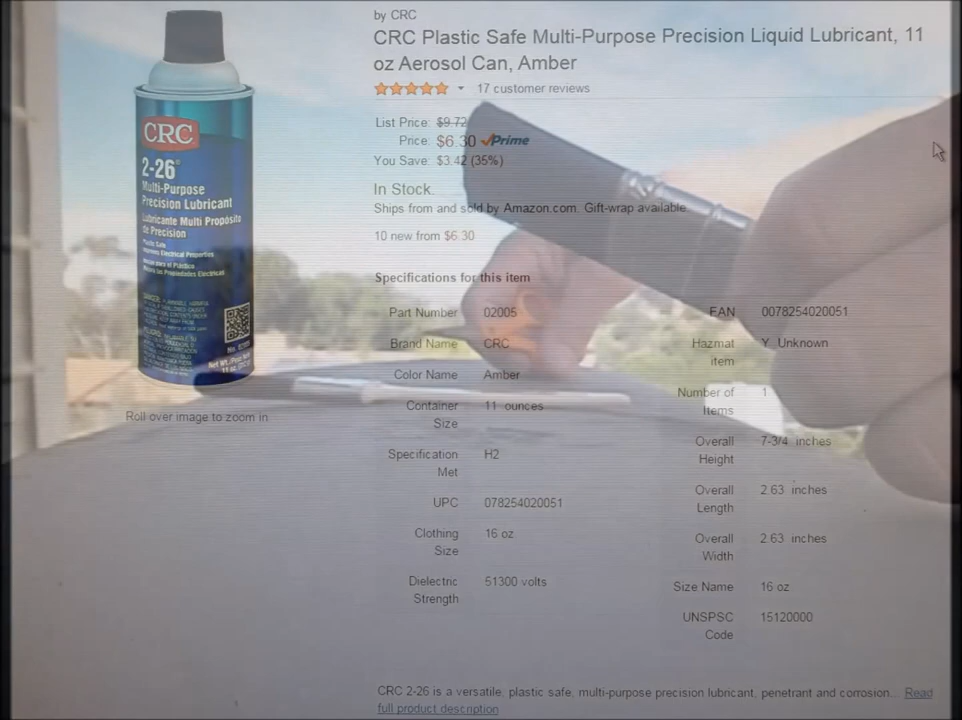 by CRC
CRC Plastic Safe Multi-Purpose Precision Liquid Lubricant, 11
oz Aerosol Can, Amber
17 customer reviews
List Price: $9.72
Price: $6.30 Prime
You Save: $3.42 (35%)
In Stock.
Ships from and sold by Amazon.com. Gift-wrap available.
10 new from $6.30
CRC
2-26
Multi-Purpose
Precision Lubricant
Lubricante Multi Propósito
de Precisión
Plastic Safe
Roll over image to zoom in
Specifications for this item
Part Number 02005
Brand Name CRC
Color Name Amber
Container Size 11 ounces
Specification Met H2
UPC 078254020051
Clothing Size 16 oz
Dielectric Strength 51300 volts
EAN 0078254020051
Hazmat item Y Unknown
Number of Items 1
Overall Height 7-3/4 inches
Overall Length 2.63 inches
Overall Width 2.63 inches
Size Name 16 oz
UNSPSC Code 15120000
CRC 2-26 is a versatile, plastic safe, multi-purpose precision lubricant, penetrant and corrosion... Read
full product description